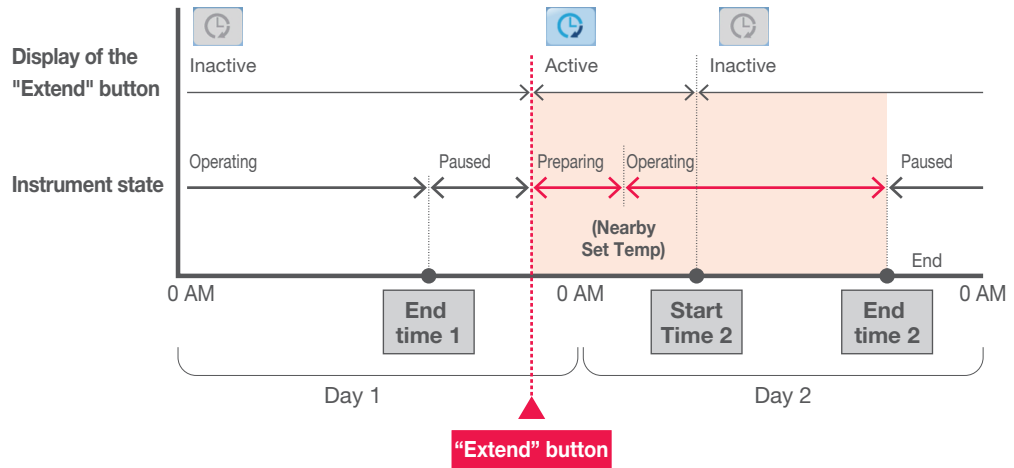 Display of the
"Extend" button
Inactive
Active
Inactive
Instrument state
Operating
Paused
Preparing
Operating
Paused
(Nearby
Set Temp)
End
0 AM
0 AM
0 AM
End
time 1
Start
Time 2
End
time 2
Day 1
Day 2
“Extend” button